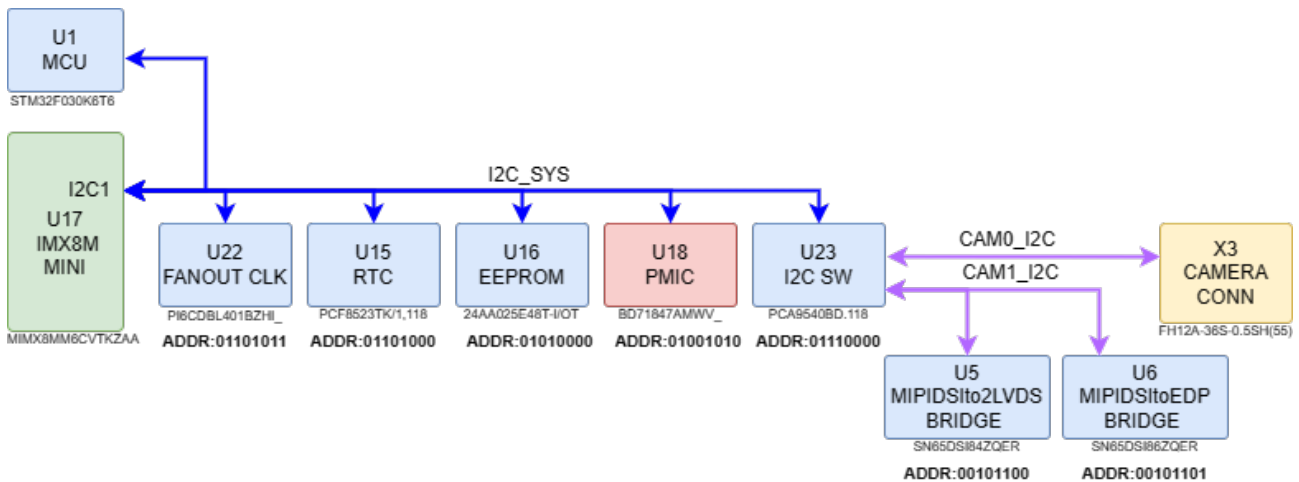 U1
MCU
STM32F030K6T6
I2C1
U17
IMX8M
MINI
MIMX8MM6CVTKZAA
I2C_SYS
U22
FANOUT CLK
PI6CDBL401BZHI_
ADDR:01101011
U15
RTC
PCF8523TK/1,118
ADDR:01101000
U16
EEPROM
24AA025E48T-I/OT
ADDR:01010000
U18
PMIC
BD71847AMWV_
ADDR:01001010
U23
I2C SW
PCA9540BD.118
ADDR:01110000
CAM0_I2C
CAM1_I2C
X3
CAMERA
CONN
FH12A-36S-0.5SH(55)
U5
MIPIDSIto2LVDS
BRIDGE
SN65DSI84ZQER
ADDR:00101100
U6
MIPIDSItoEDP
BRIDGE
SN65DSI86ZQER
ADDR:00101101